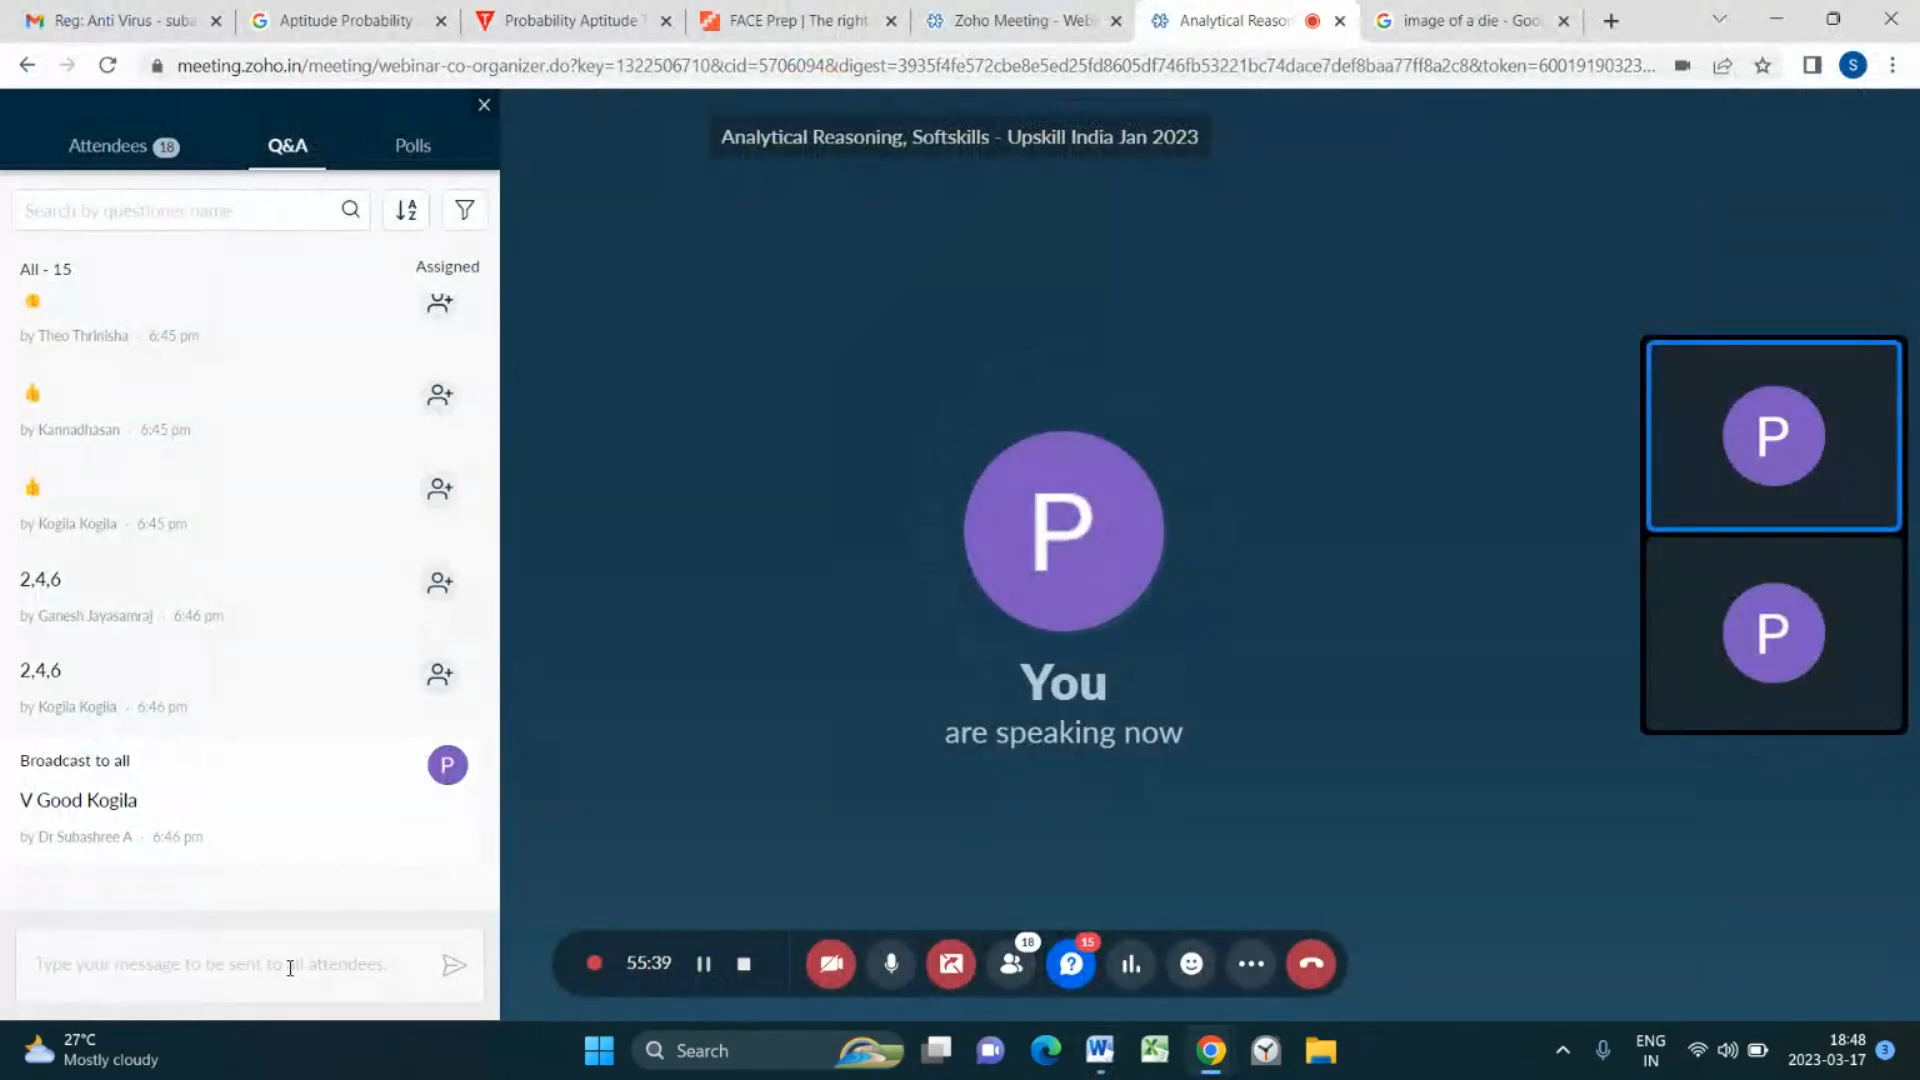 Reg: Anti Virus - suba
Aptitude Probability
Probability Aptitude T
FACE Prep | The right
Zoho Meeting - Web
Analytical Reason
image of a die - Goo
meeting.zoho.in/meeting/webinar-co-organizer.do?key=1322506710&cid=5706094&digest=3935f4fe572cbe8e5ed25fd8605df746fb53221bc74dace7def8baa77ff8a2c8&token=60019190323...
S
Attendees 18
Q&A
Polls
Analytical Reasoning, Softskills - Upskill India Jan 2023
Search by questioner name
All - 15
Assigned
by Theo Thrinisha - 6:45 pm
by Kannadhasan - 6:45 pm
by Kogila Kogila - 6:45 pm
2,4,6
by Ganesh Jayasamraj - 6:46 pm
2,4,6
by Kogila Kogila - 6:46 pm
Broadcast to all
P
V Good Kogila
by Dr Subashree A - 6:46 pm
Type your message to be sent to all attendees.
P
You
are speaking now
P
P
55:39
18
15
27°C
Mostly cloudy
Search
ENG
IN
18:48
2023-03-17
3